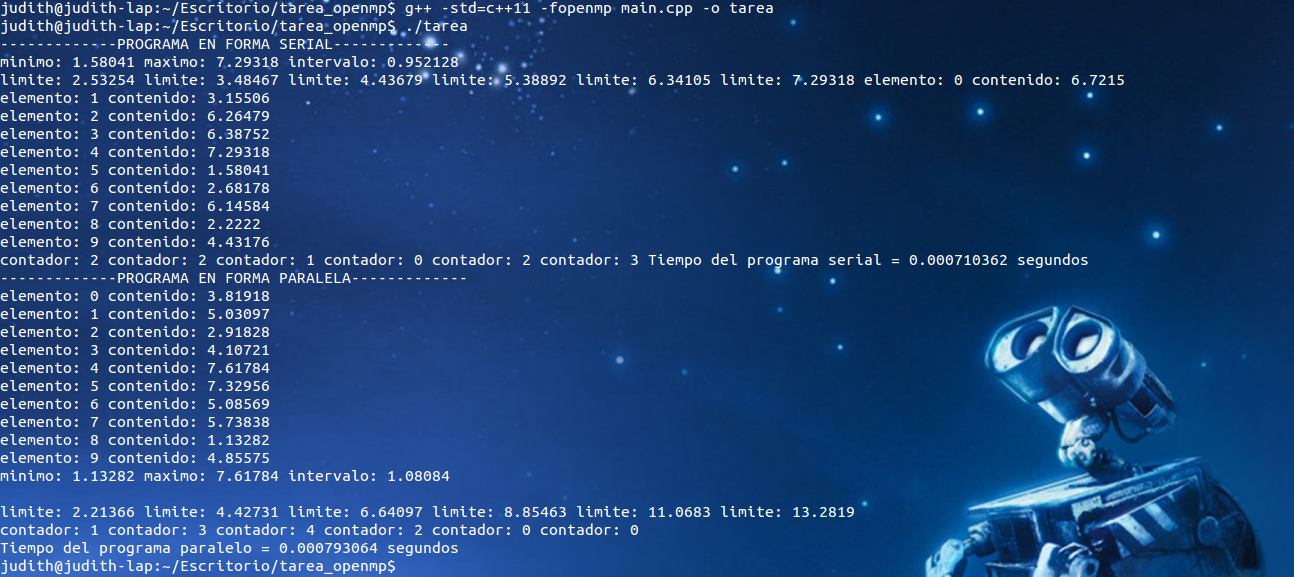 judith@judith-lap:~/Escritorio/tarea_openmp$ g++ -std=c++11 -fopenmp main.cpp -o tarea
judith@judith-lap:~/Escritorio/tarea_openmp$ ./tarea
-------------PROGRAMA EN FORMA SERIAL-------------
minimo: 1.58041 maximo: 7.29318 intervalo: 0.952128
limite: 2.53254 limite: 3.48467 limite: 4.43679 limite: 5.38892 limite: 6.34105 limite: 7.29318 elemento: 0 contenido: 6.7215
elemento: 1 contenido: 3.15506
elemento: 2 contenido: 6.26479
elemento: 3 contenido: 6.38752
elemento: 4 contenido: 7.29318
elemento: 5 contenido: 1.58041
elemento: 6 contenido: 2.68178
elemento: 7 contenido: 6.14584
elemento: 8 contenido: 2.2222
elemento: 9 contenido: 4.43176
contador: 2 contador: 2 contador: 1 contador: 0 contador: 2 contador: 3 Tiempo del programa serial = 0.000710362 segundos
-------------PROGRAMA EN FORMA PARALELA-------------
elemento: 0 contenido: 3.81918
elemento: 1 contenido: 5.03097
elemento: 2 contenido: 2.91828
elemento: 3 contenido: 4.10721
elemento: 4 contenido: 7.61784
elemento: 5 contenido: 7.32956
elemento: 6 contenido: 5.08569
elemento: 7 contenido: 5.73838
elemento: 8 contenido: 1.13282
elemento: 9 contenido: 4.85575
minimo: 1.13282 maximo: 7.61784 intervalo: 1.08084
limite: 2.21366 limite: 4.42731 limite: 6.64097 limite: 8.85463 limite: 11.0683 limite: 13.2819
contador: 1 contador: 3 contador: 4 contador: 2 contador: 0 contador: 0
Tiempo del programa paralelo = 0.000793064 segundos
judith@judith-lap:~/Escritorio/tarea_openmp$